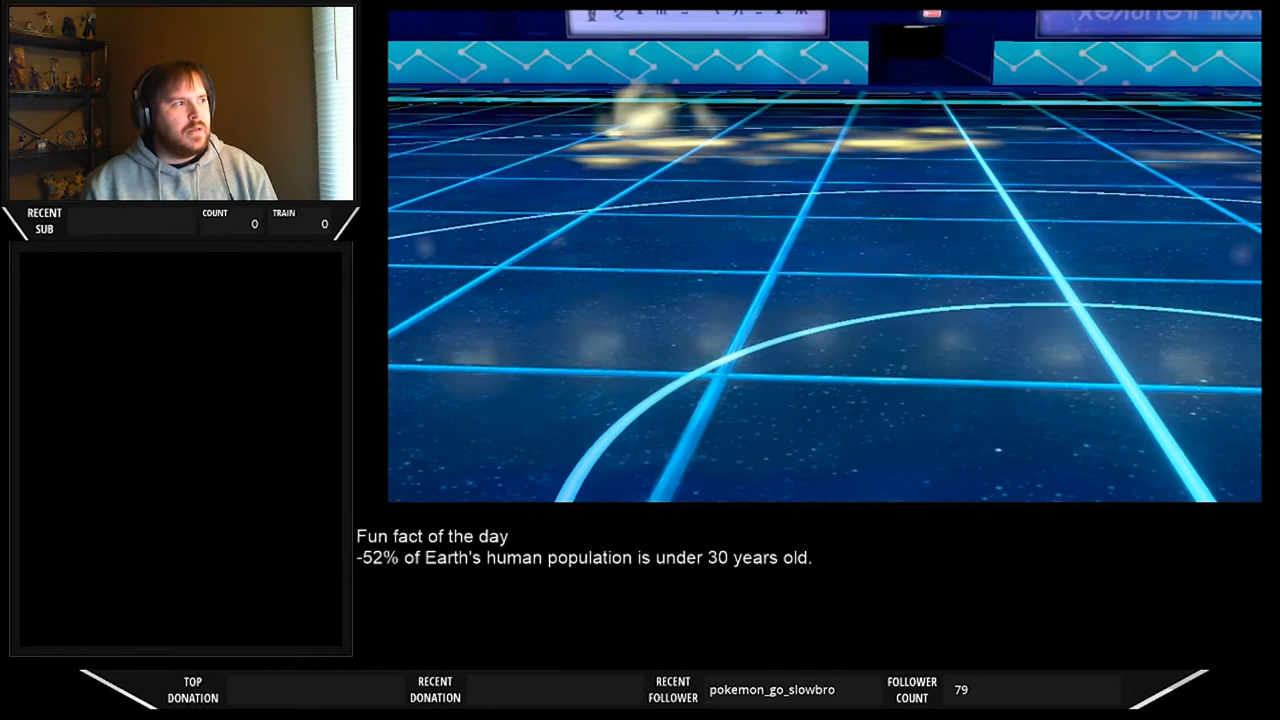 RECENT
SUB
COUNT
0
TRAIN
0
Fun fact of the day
-52% of Earth's human population is under 30 years old.
TOP
DONATION
RECENT
DONATION
RECENT
FOLLOWER
pokemon_go_slowbro
FOLLOWER
COUNT
79